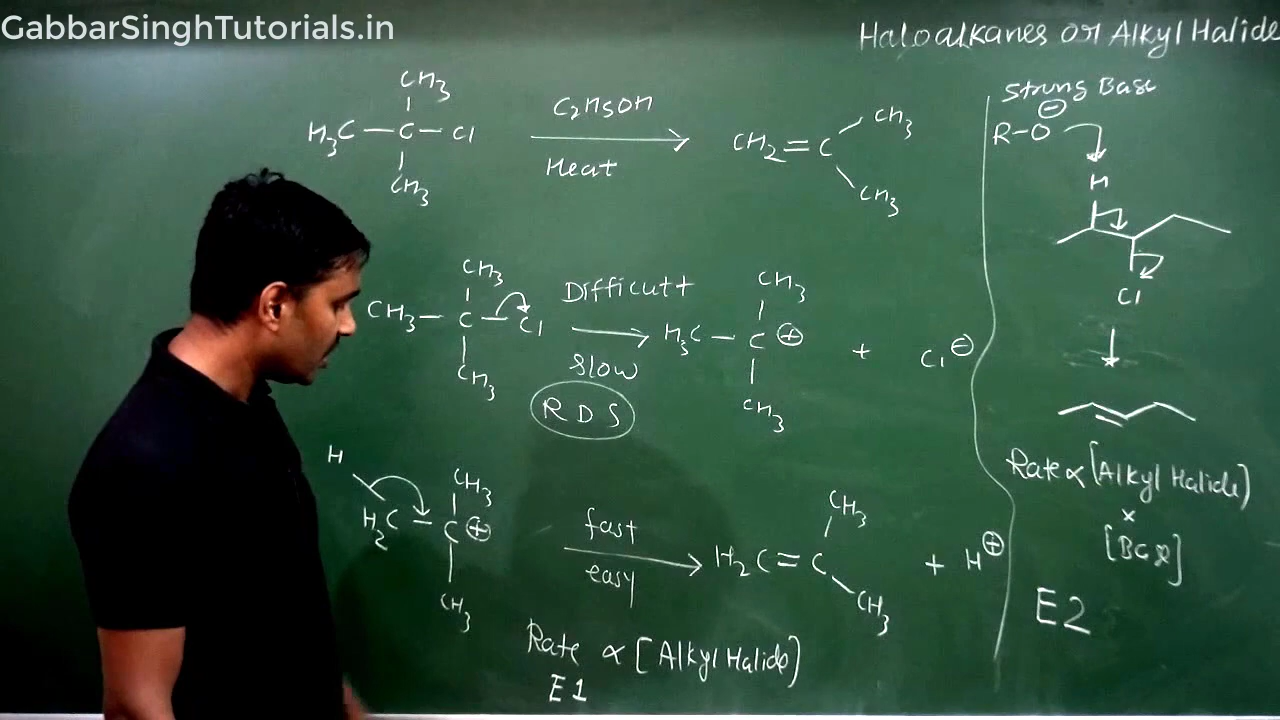 GabbarSinghTutorials.in
Haloalkanes or Alkyl Halide
CH3
H3C — C — Cl
CH3
C2H5OH
Heat
CH2 = C
CH3
CH3
CH3
CH3 — C — Cl
CH3
Difficult
Slow
R D S
CH3
H3C — C ⊕
CH3
+ Cl ⊖
H
CH3
H2C — C ⊕
CH3
fast
easy
CH3
H2C = C
CH3
+ H ⊕
Rate ∝ [Alkyl Halide)
E1
Strong Base
⊖
R-O
H
Cl
Rate ∝ [Alkyl Halide)
×
E2